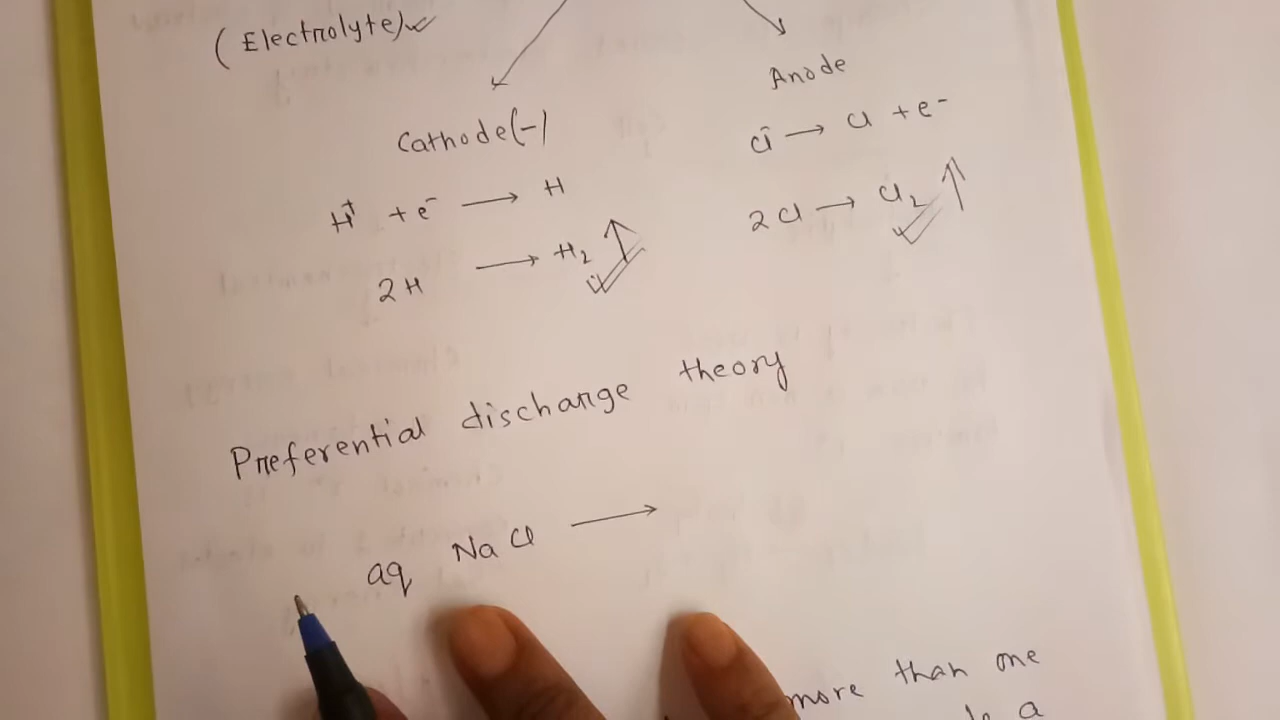 (Electrolyte)
Anode
Cathode(-)
Cl⁻ → Cl + e⁻
H⁺ + e⁻ → H
2Cl → Cl₂ ↑
2H → H₂ ↑
Preferential discharge theory
aq NaCl →
more than one
a